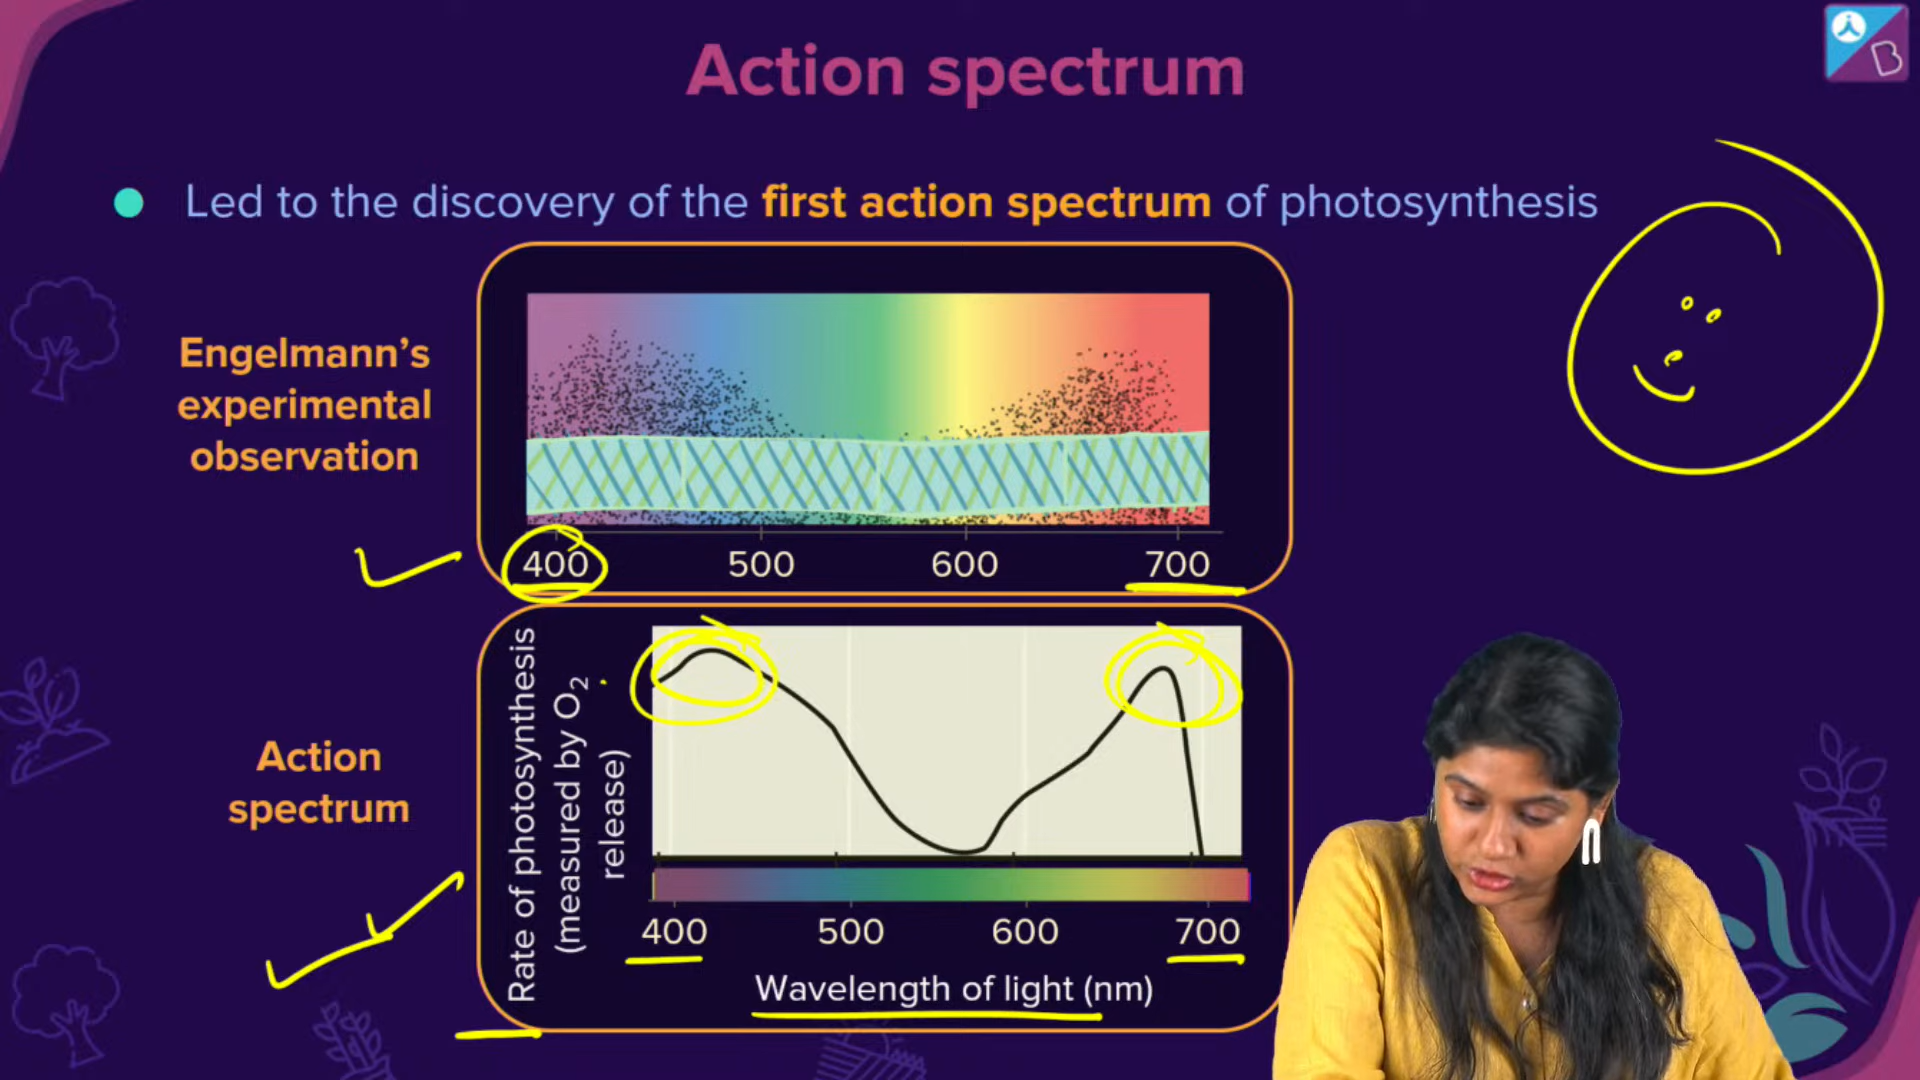 Action spectrum
B
Led to the discovery of the first action spectrum of photosynthesis
Engelmann's
experimental
observation
400 500 600 700
Action
spectrum
Rate of photosynthesis
(measured by O₂
release)
400 500 600 700
Wavelength of light (nm)